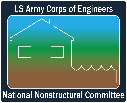 US Army Corps of Engineers
National Nonstructural Committee